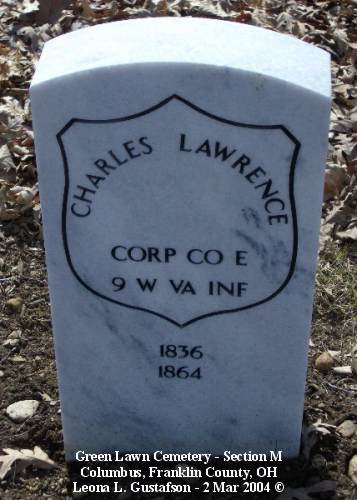 CHARLES LAWRENCE
CORP CO E
9 W VA INF
1836
1864
Green Lawn Cemetery - Section M
Columbus, Franklin County, OH
Leona L. Gustafson - 2 Mar 2004 ©